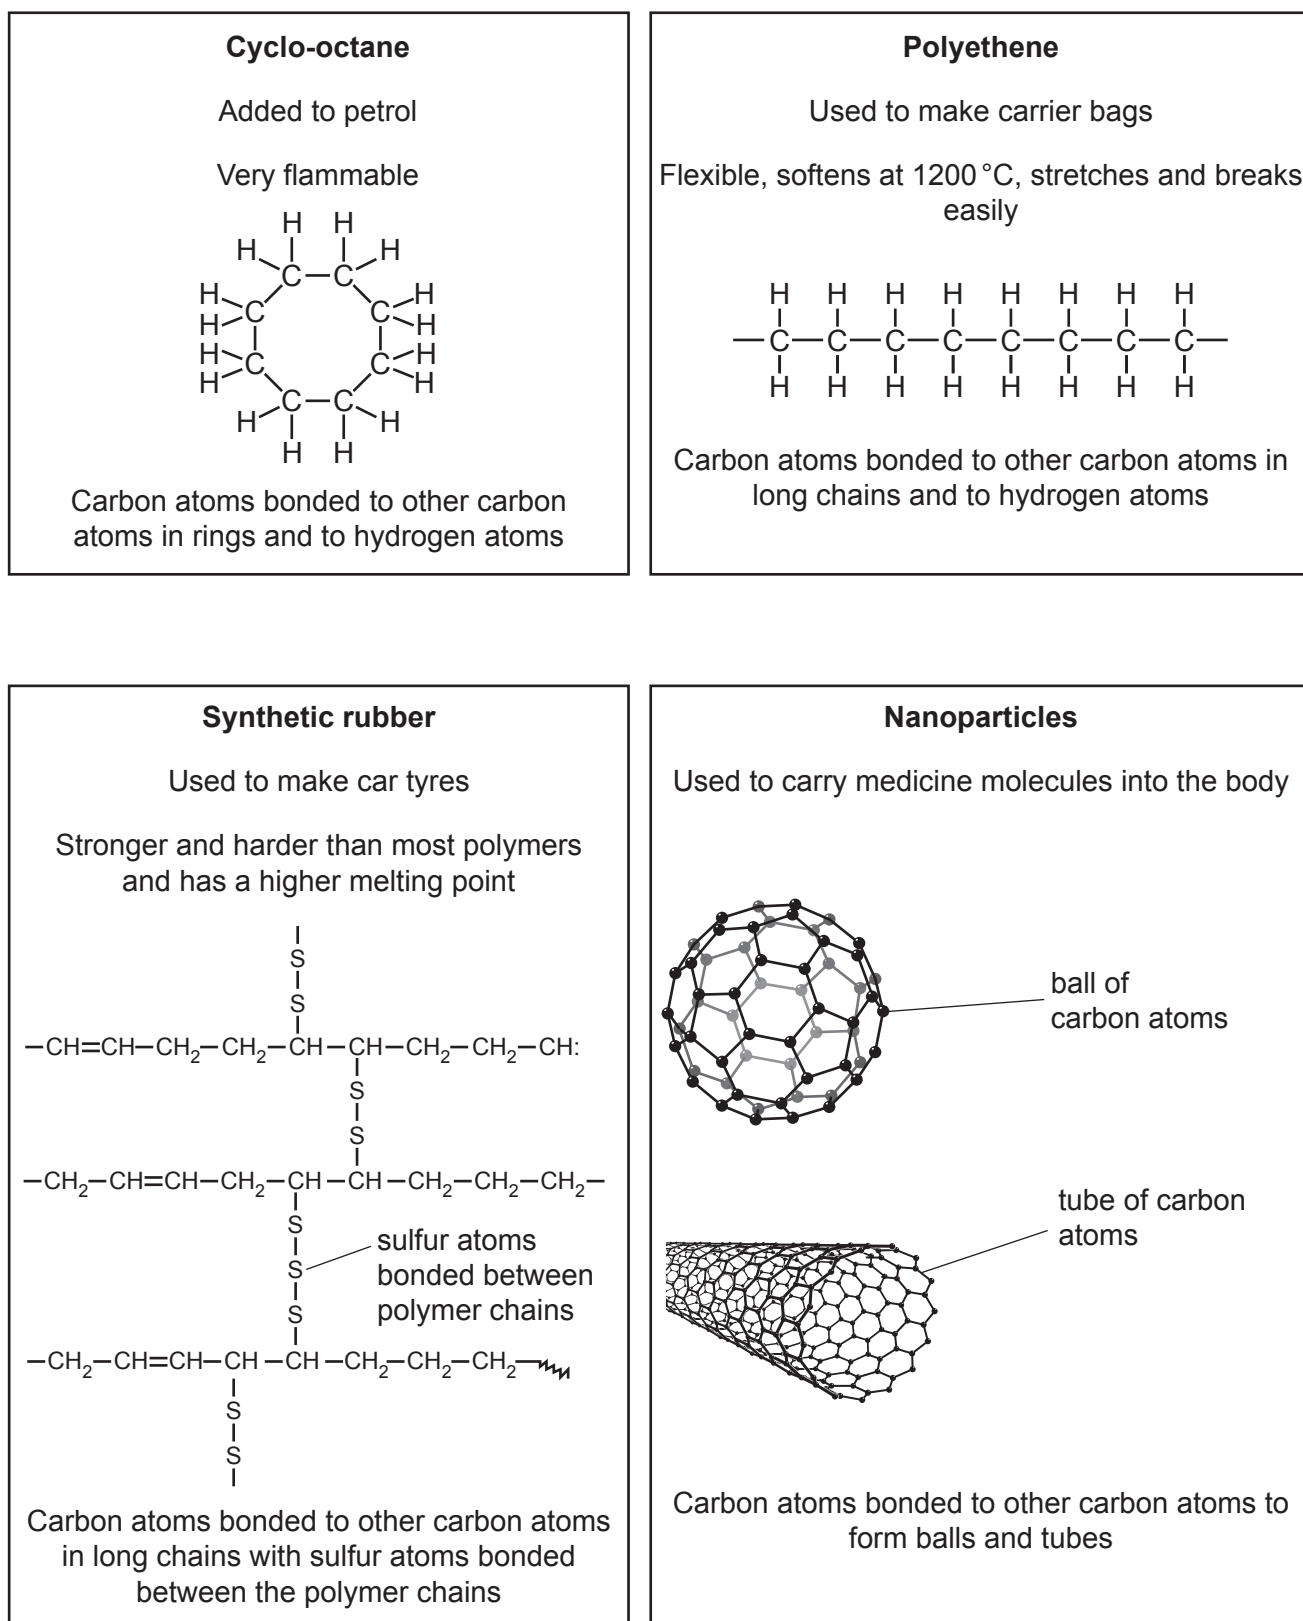 Cyclo-octane
Added to petrol
Very flammable
H H
H C–C H
H C C H
H H
H C C H
H H
H C–C H
H H
Carbon atoms bonded to other carbon
atoms in rings and to hydrogen atoms
Polyethene
Used to make carrier bags
Flexible, softens at 1200 °C, stretches and breaks
easily
H H H H H H H H
–C–C–C–C–C–C–C–C–
H H H H H H H H
Carbon atoms bonded to other carbon atoms in
long chains and to hydrogen atoms
Synthetic rubber
Used to make car tyres
Stronger and harder than most polymers
and has a higher melting point
S
S
–CH=CH–CH₂–CH₂–CH–CH–CH₂–CH₂–CH:
S
S
–CH₂–CH=CH–CH₂–CH–CH–CH₂–CH₂–CH₂–
S
S
S
sulfur atoms
bonded between
polymer chains
–CH₂–CH=CH–CH–CH–CH₂–CH₂–CH₂–
S
S
Carbon atoms bonded to other carbon atoms
in long chains with sulfur atoms bonded
between the polymer chains
Nanoparticles
Used to carry medicine molecules into the body
ball of
carbon atoms
tube of carbon
atoms
Carbon atoms bonded to other carbon atoms to
form balls and tubes